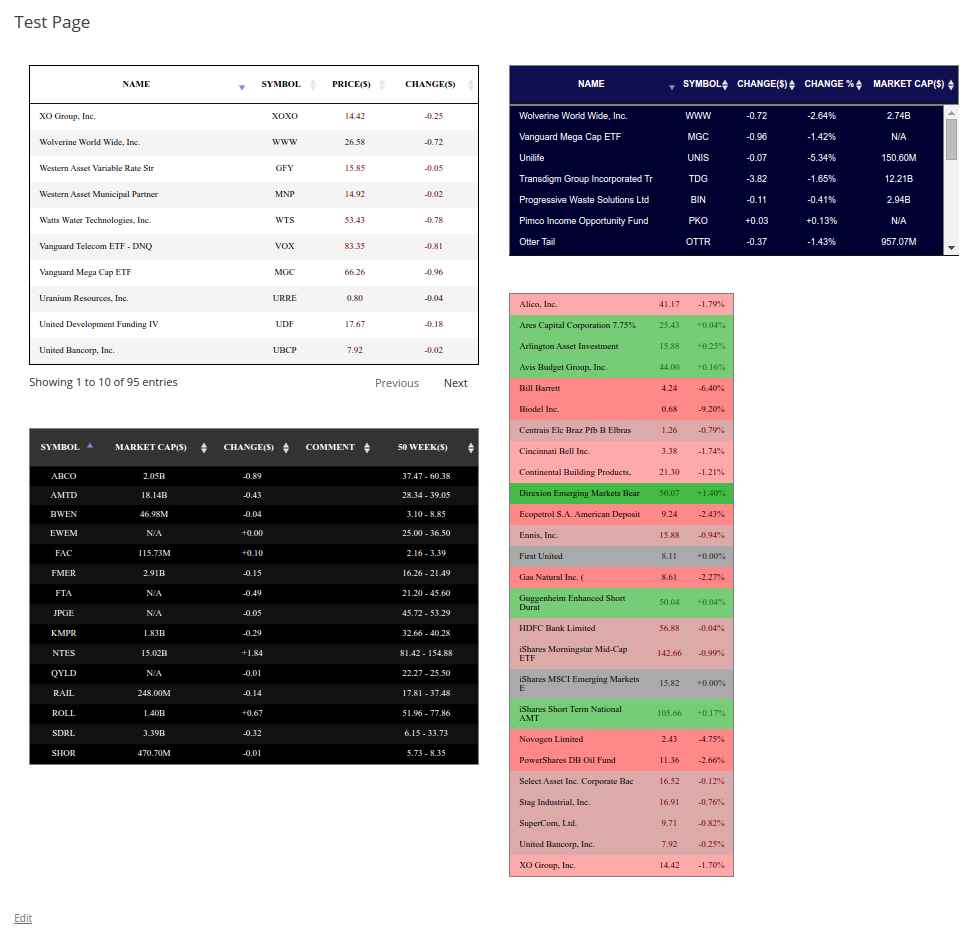 Test Page
NAME SYMBOL PRICE($) CHANGE($)
XO Group, Inc. XOXO 14.42 -0.25
Wolverine World Wide, Inc. WWW 26.58 -0.72
Western Asset Variable Rate Str GFY 15.85 -0.05
Western Asset Municipal Partner MNP 14.92 -0.02
Watts Water Technologies, Inc. WTS 53.43 -0.78
Vanguard Telecom ETF - DNQ VOX 83.35 -0.81
Vanguard Mega Cap ETF MGC 66.26 -0.96
Uranium Resources, Inc. URRE 0.80 -0.04
United Development Funding IV UDF 17.67 -0.18
United Bancorp, Inc. UBCP 7.92 -0.02
Showing 1 to 10 of 95 entries Previous Next
SYMBOL MARKET CAP($) CHANGE($) COMMENT 50 WEEK($)
ABCO 2.05B -0.89 37.47 - 60.38
AMTD 18.14B -0.43 28.34 - 39.05
BWEN 46.98M -0.04 3.10 - 8.85
EWEM N/A +0.00 25.00 - 36.50
FAC 115.73M +0.10 2.16 - 3.39
FMER 2.91B -0.15 16.26 - 21.49
FTA N/A -0.49 21.20 - 45.60
JPGE N/A -0.05 45.72 - 53.29
KMPR 1.83B -0.29 32.66 - 40.28
NTES 15.02B +1.84 81.42 - 154.88
QYLD N/A -0.01 22.27 - 25.50
RAIL 248.00M -0.14 17.81 - 37.48
ROLL 1.40B +0.67 51.96 - 77.86
SDRL 3.39B -0.32 6.15 - 33.73
SHOR 470.70M -0.01 5.73 - 8.35
NAME SYMBOL CHANGE($) CHANGE % MARKET CAP($)
Wolverine World Wide, Inc. WWW -0.72 -2.64% 2.74B
Vanguard Mega Cap ETF MGC -0.96 -1.42% N/A
Unilife UNIS -0.07 -5.34% 150.60M
Transdigm Group Incorporated Tr TDG -3.82 -1.65% 12.21B
Progressive Waste Solutions Ltd BIN -0.11 -0.41% 2.94B
Pimco Income Opportunity Fund PKO +0.03 +0.13% N/A
Otter Tail OTTR -0.37 -1.43% 957.07M
Alico, Inc. 41.17 -1.79%
Ares Capital Corporation 7.75% 25.43 +0.04%
Arlington Asset Investment 15.88 +0.25%
Avis Budget Group, Inc. 44.00 +0.16%
Bill Barrett 4.24 -6.40%
Biodel Inc. 0.68 -9.20%
Centrais Elc Braz Pfb B Elbras 1.26 -0.79%
Cincinnati Bell Inc. 3.38 -1.74%
Continental Building Products, 21.30 -1.21%
Direxion Emerging Markets Bear 50.07 +1.40%
Ecopetrol S.A. American Deposit 9.24 -2.43%
Ennis, Inc. 15.88 -0.94%
First United 8.11 +0.00%
Gas Natural Inc. ( 8.61 -2.27%
Guggenheim Enhanced Short
Durat 50.04 +0.04%
HDFC Bank Limited 56.88 -0.04%
iShares Morningstar Mid-Cap
ETF 142.66 -0.99%
iShares MSCI Emerging Markets
E 15.82 +0.00%
iShares Short Term National
AMT 105.66 +0.17%
Novogen Limited 2.43 -4.75%
PowerShares DB Oil Fund 11.36 -2.66%
Select Asset Inc. Corporate Bac 16.52 -0.12%
Stag Industrial, Inc. 16.91 -0.76%
SuperCom, Ltd. 9.71 -0.82%
United Bancorp, Inc. 7.92 -0.25%
XO Group, Inc. 14.42 -1.70%
Edit